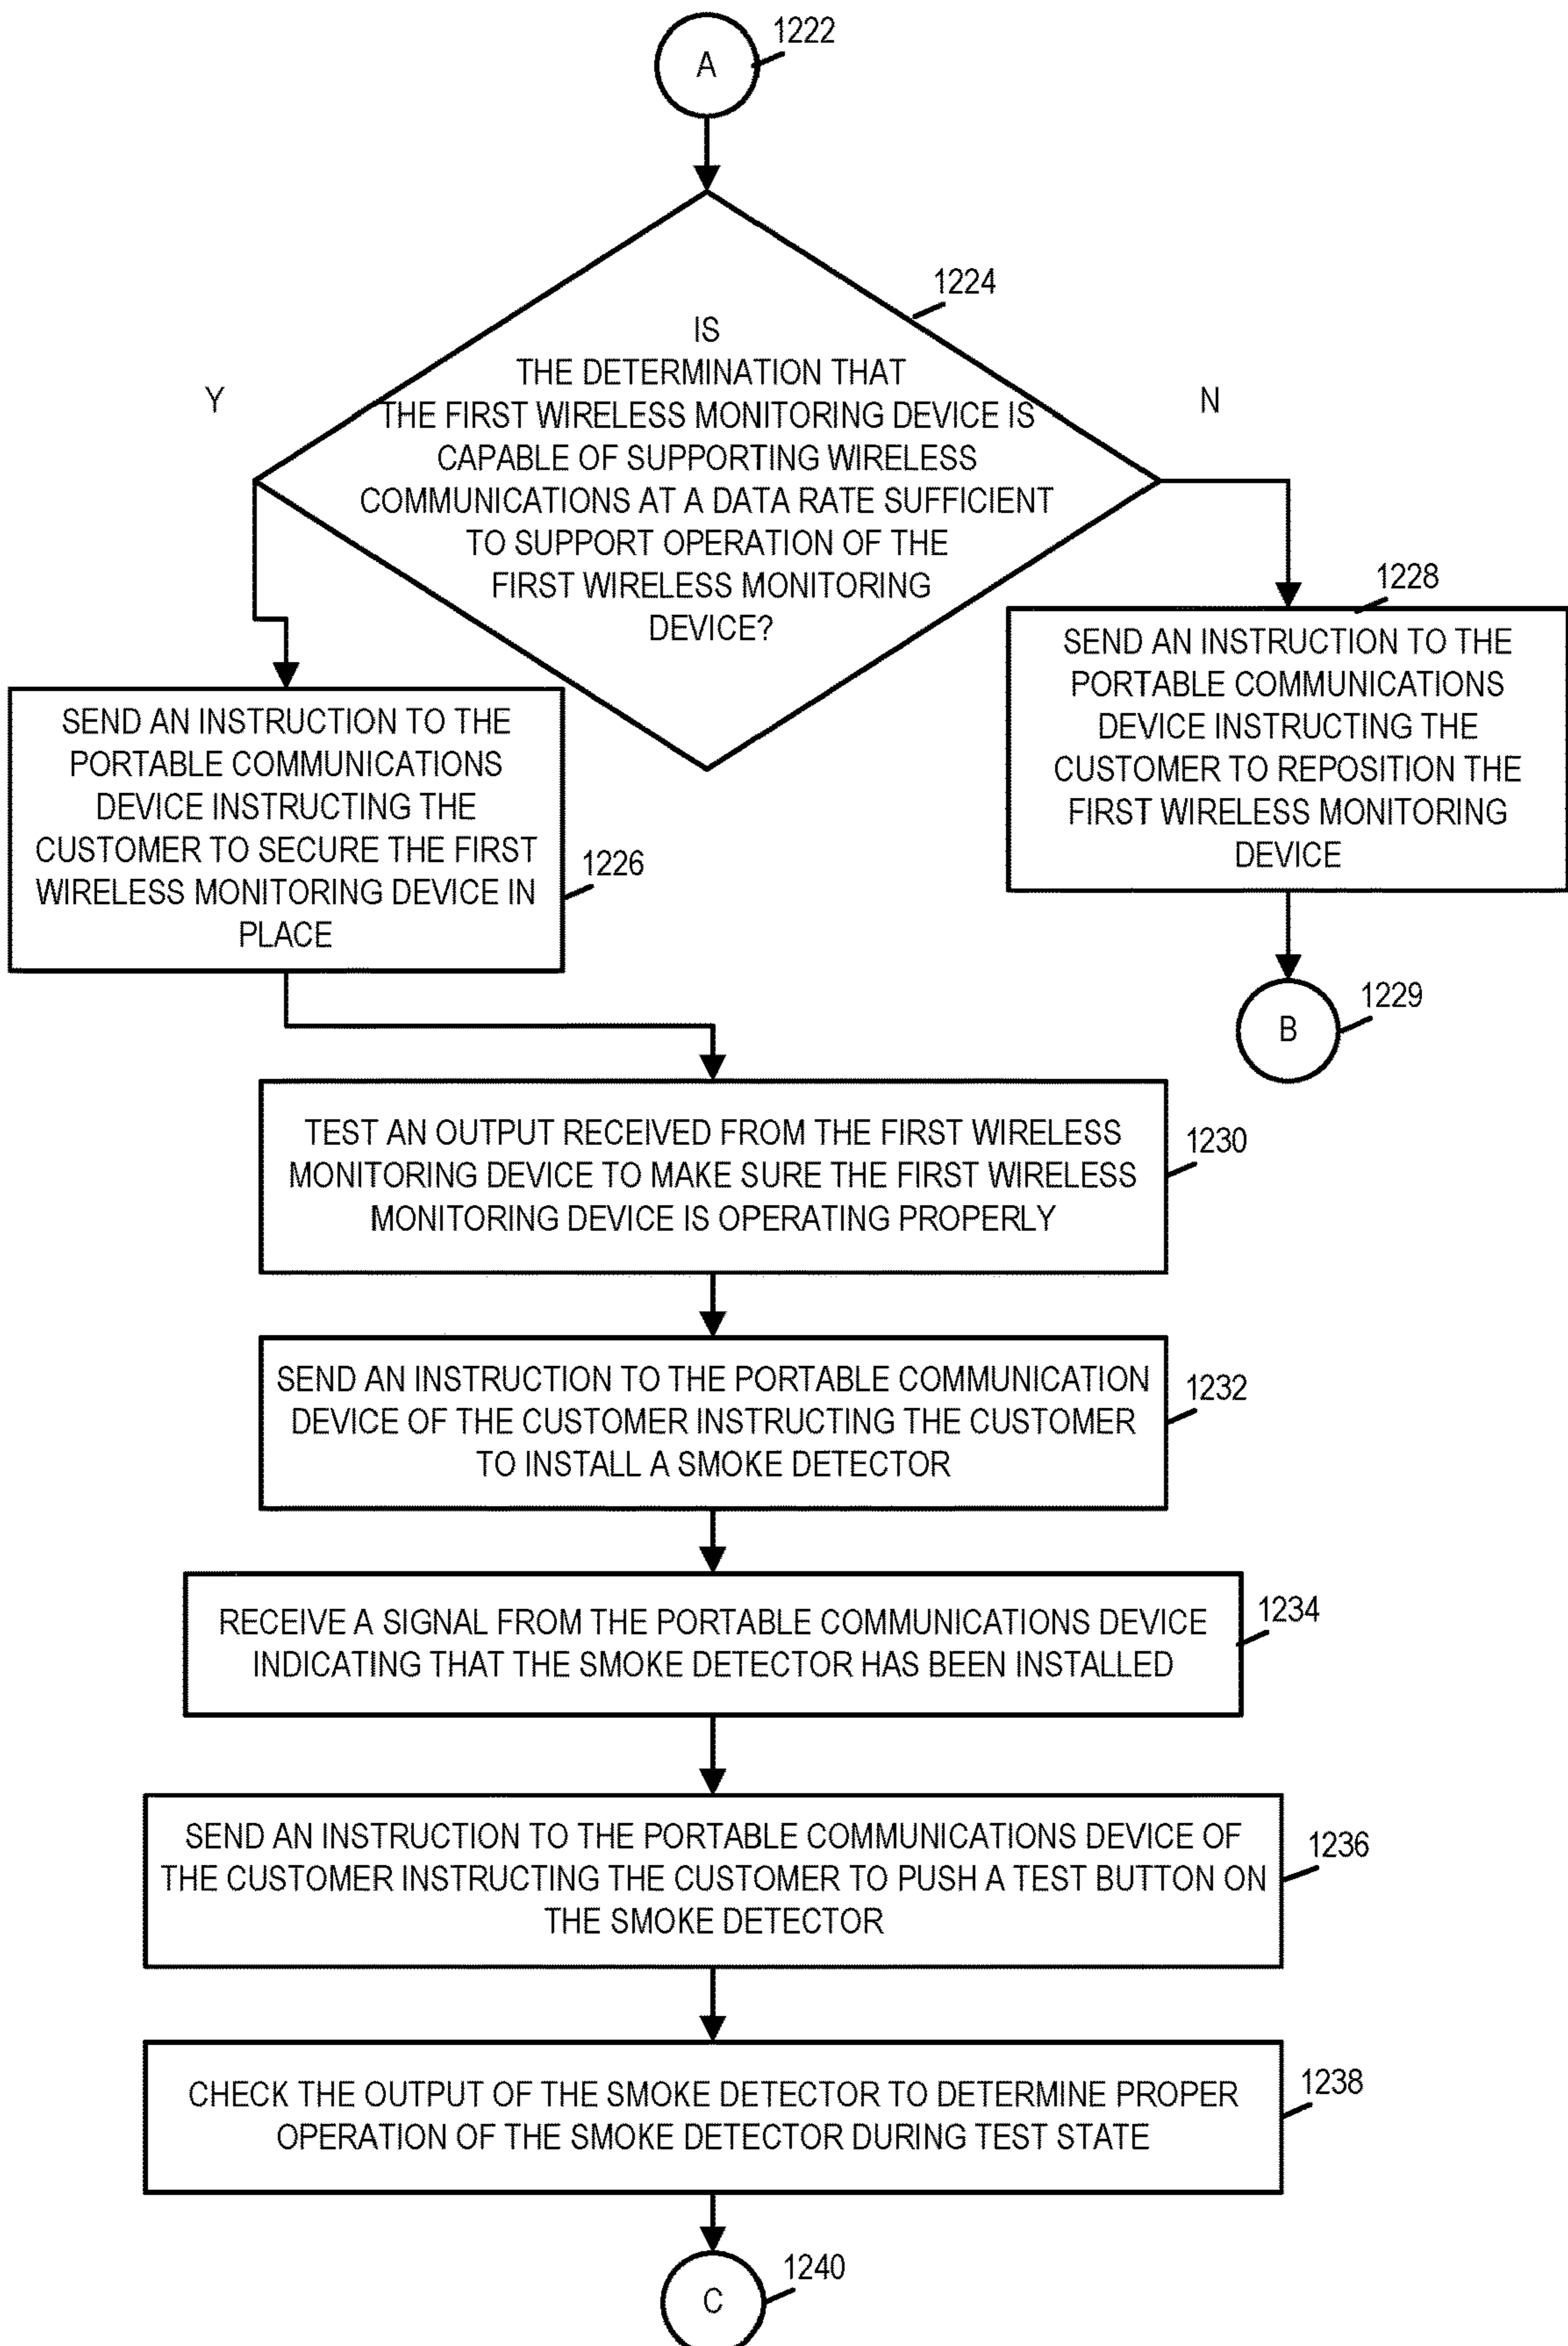 A
1222
1224
IS
THE DETERMINATION THAT
THE FIRST WIRELESS MONITORING DEVICE IS
CAPABLE OF SUPPORTING WIRELESS
COMMUNICATIONS AT A DATA RATE SUFFICIENT
TO SUPPORT OPERATION OF THE
FIRST WIRELESS MONITORING
DEVICE?
Y
N
1228
SEND AN INSTRUCTION TO THE
PORTABLE COMMUNICATIONS
DEVICE INSTRUCTING THE
CUSTOMER TO REPOSITION THE
FIRST WIRELESS MONITORING
DEVICE
SEND AN INSTRUCTION TO THE
PORTABLE COMMUNICATIONS
DEVICE INSTRUCTING THE
CUSTOMER TO SECURE THE FIRST
WIRELESS MONITORING DEVICE IN
PLACE
1226
B
1229
TEST AN OUTPUT RECEIVED FROM THE FIRST WIRELESS
MONITORING DEVICE TO MAKE SURE THE FIRST WIRELESS
MONITORING DEVICE IS OPERATING PROPERLY
1230
SEND AN INSTRUCTION TO THE PORTABLE COMMUNICATION
DEVICE OF THE CUSTOMER INSTRUCTING THE CUSTOMER
TO INSTALL A SMOKE DETECTOR
1232
RECEIVE A SIGNAL FROM THE PORTABLE COMMUNICATIONS DEVICE
INDICATING THAT THE SMOKE DETECTOR HAS BEEN INSTALLED
1234
SEND AN INSTRUCTION TO THE PORTABLE COMMUNICATIONS DEVICE OF
THE CUSTOMER INSTRUCTING THE CUSTOMER TO PUSH A TEST BUTTON ON
THE SMOKE DETECTOR
1236
CHECK THE OUTPUT OF THE SMOKE DETECTOR TO DETERMINE PROPER
OPERATION OF THE SMOKE DETECTOR DURING TEST STATE
1238
C
1240